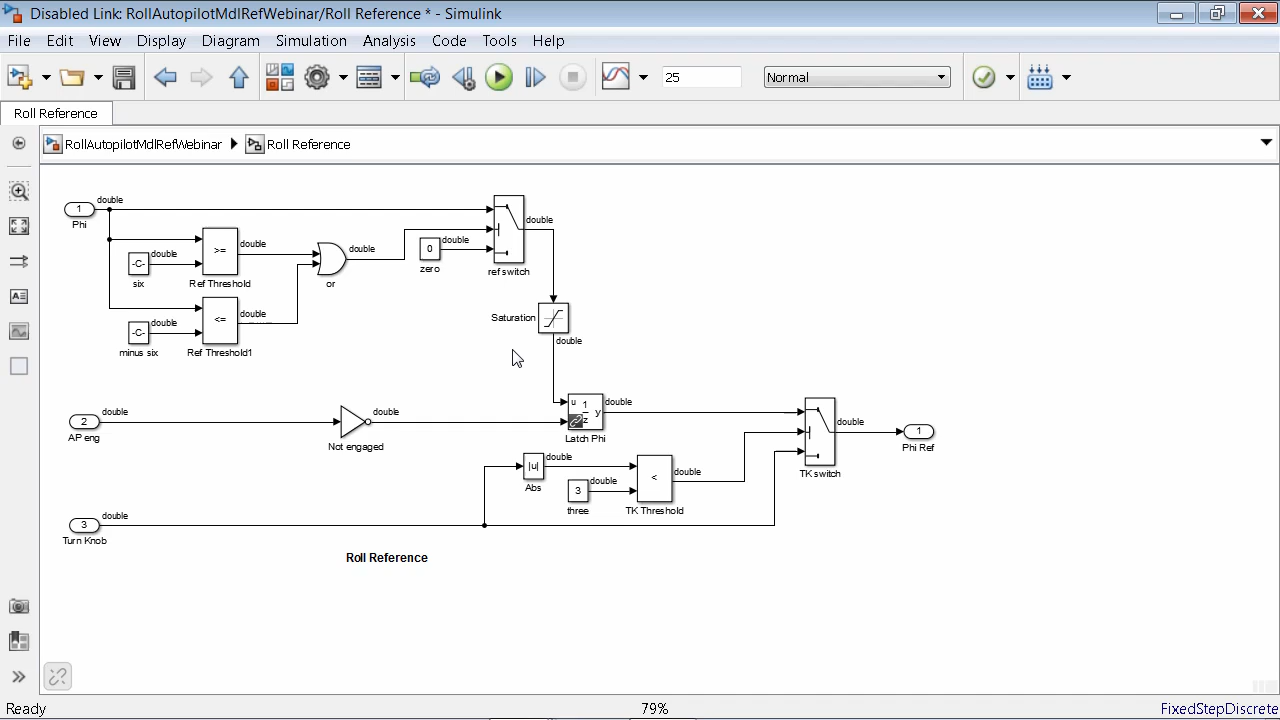 Disabled Link: RollAutopilotMdlRefWebinar/Roll Reference * - Simulink
File Edit View Display Diagram Simulation Analysis Code Tools Help
25 Normal
Roll Reference
RollAutopilotMdlRefWebinar Roll Reference
1 double
Phi
double
-C- double
six
>= double
Ref Threshold
-C- double
minus six
<= double
Ref Threshold1
double
or
0 double
zero
double
ref switch
Saturation
double
2 double
AP eng
double
Not engaged
u 1 z y double
Latch Phi
|u| double
Abs
3 double
three
< double
TK Threshold
double
TK switch
1
Phi Ref
3 double
Turn Knob
Roll Reference
Ready 79% FixedStepDiscrete